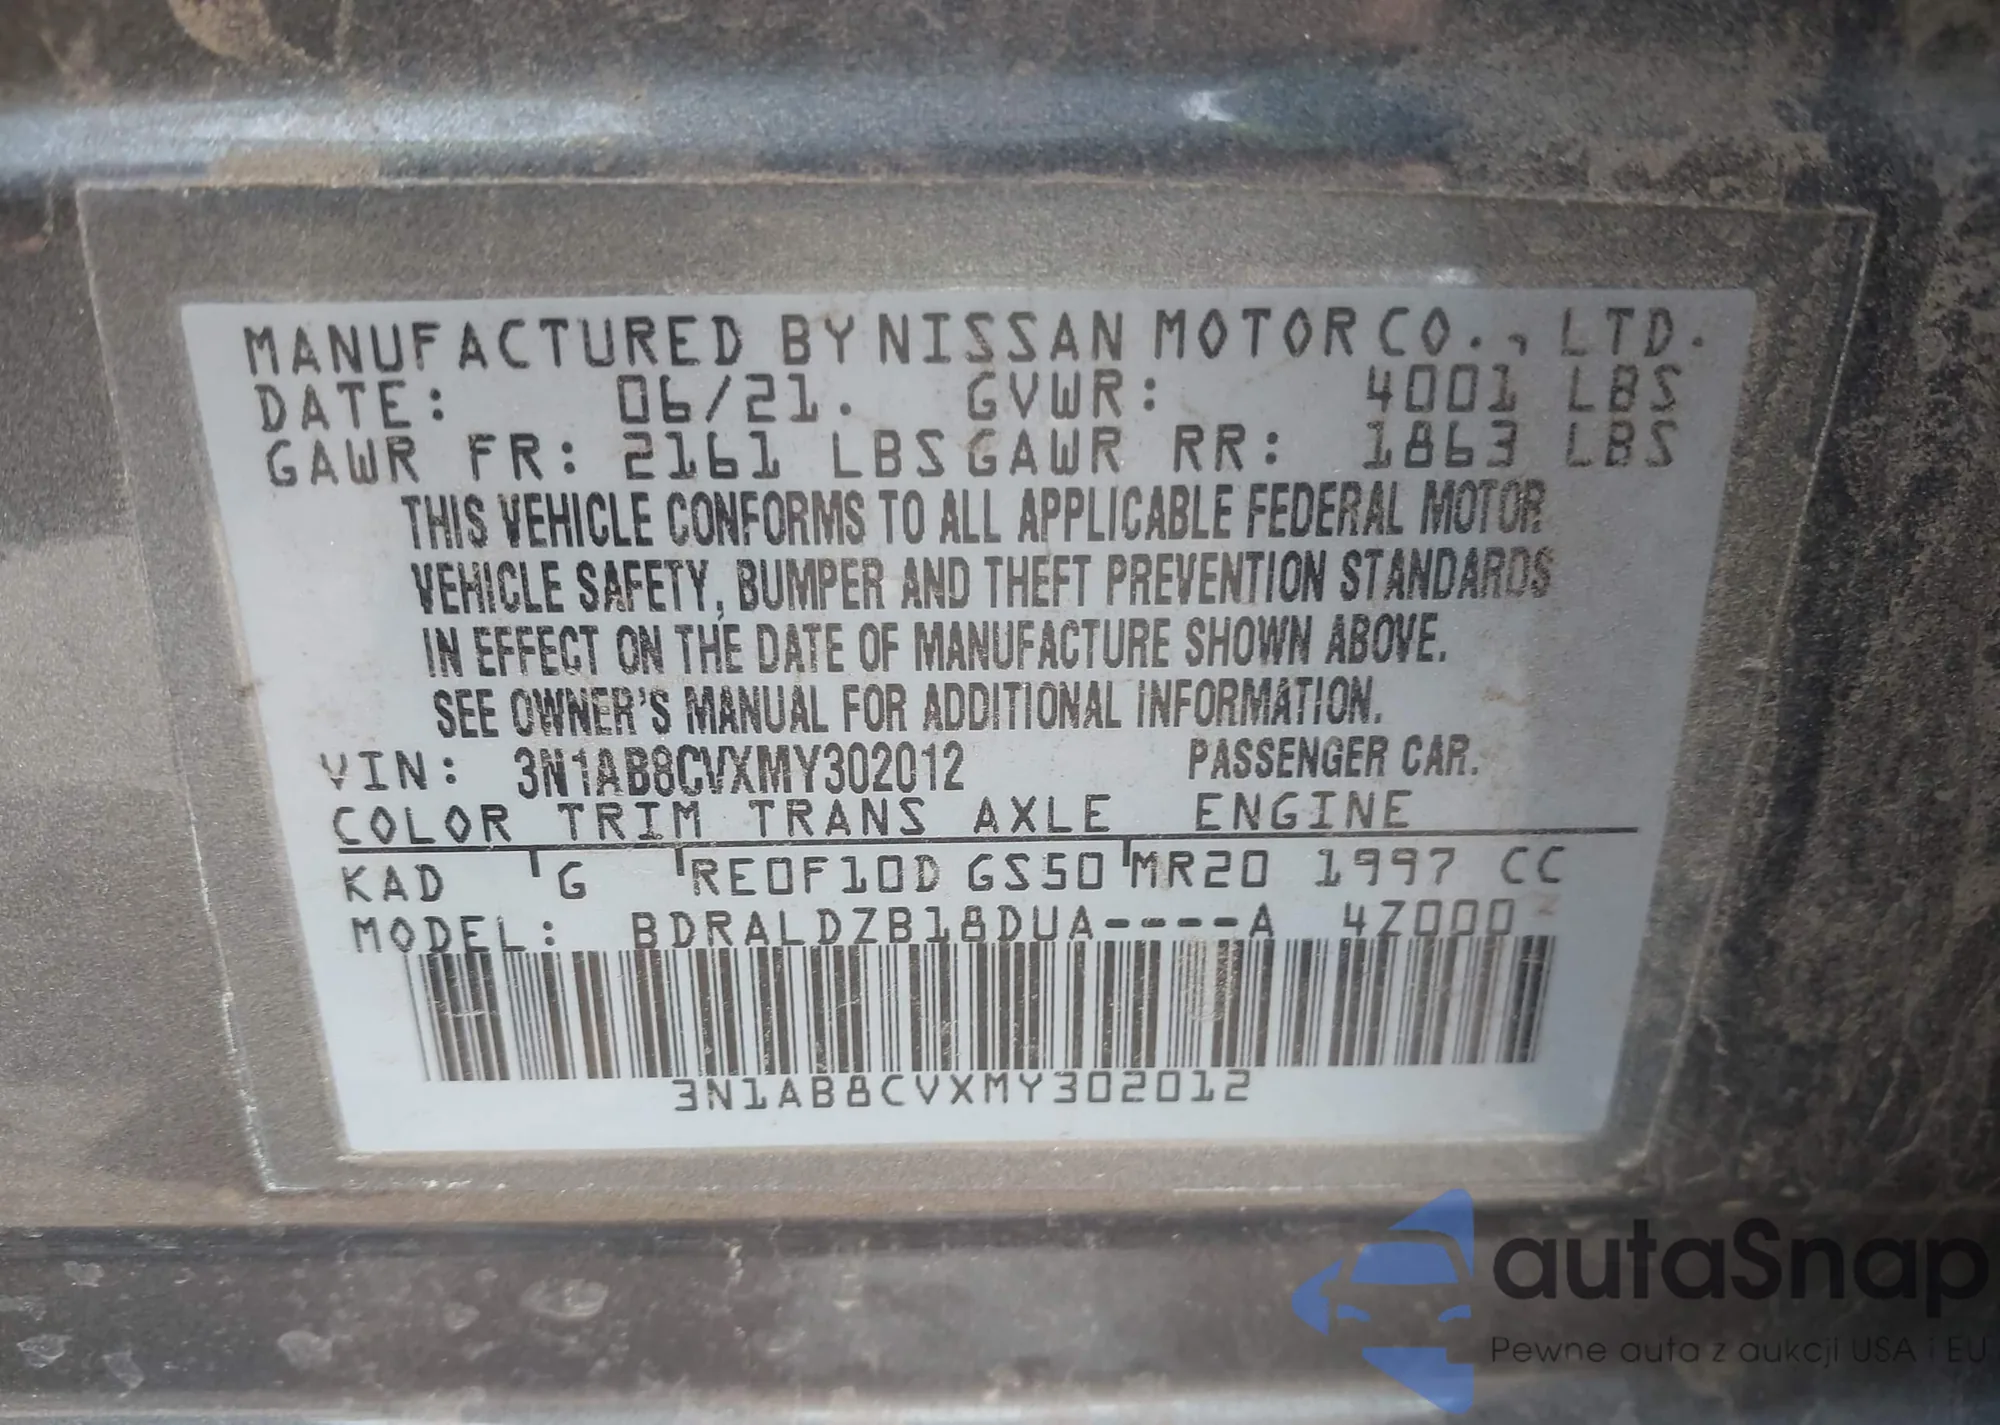 MANUFACTURED BY NISSAN MOTOR CO., LTD.
DATE: 06/21. GVWR: 4001 LBS
GAWR FR: 2161 LBS GAWR RR: 1863 LBS
THIS VEHICLE CONFORMS TO ALL APPLICABLE FEDERAL MOTOR
VEHICLE SAFETY, BUMPER AND THEFT PREVENTION STANDARDS
IN EFFECT ON THE DATE OF MANUFACTURE SHOWN ABOVE.
SEE OWNER'S MANUAL FOR ADDITIONAL INFORMATION.
VIN: 3N1AB8CVXMY302012 PASSENGER CAR.
COLOR TRIM TRANS AXLE ENGINE
KAD G RE0F10D GS50 MR20 1997 CC
MODEL: BDRALDZB18DUA----A 4Z000
3N1AB8CVXMY302012
autaSnap
Pewne auta z aukcji USA i EU